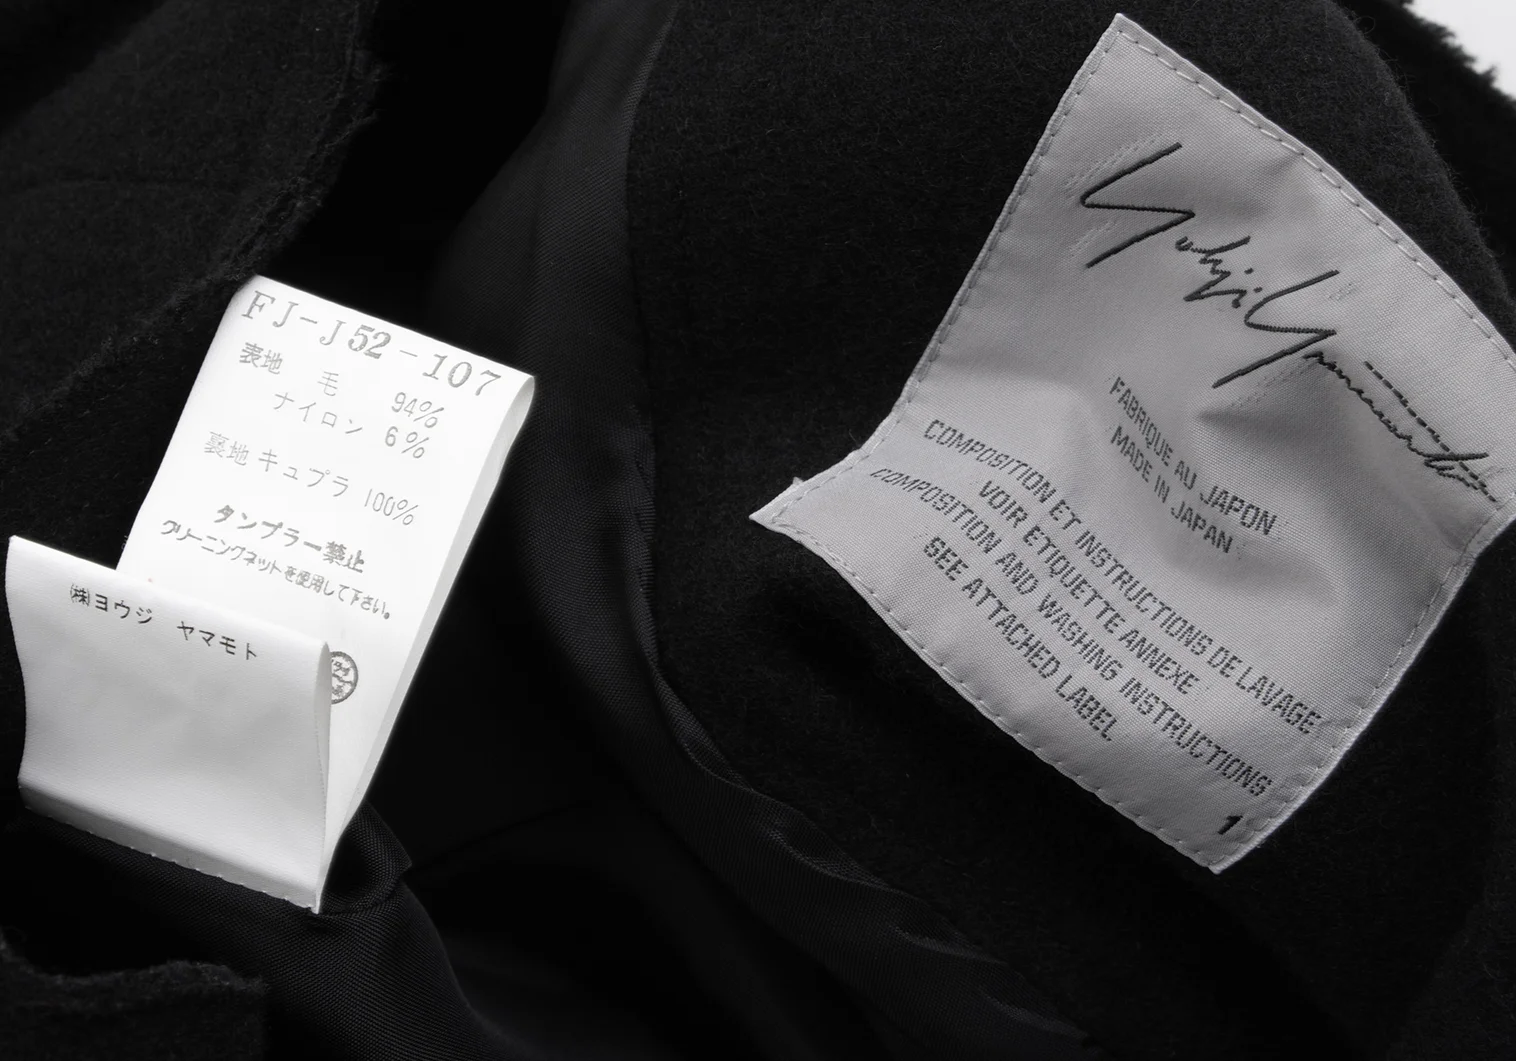 FJ-J52-107
表地 毛 94%
ナイロン 6%
裏地 キュプラ 100%
タンブラー禁止
クリーニングネットを使用して下さい。
㈱ヨウジ ヤマモト
Yohji Yamamoto
FABRIQUE AU JAPON
MADE IN JAPAN
COMPOSITION ET INSTRUCTIONS DE LAVAGE
VOIR ETIQUETTE ANNEXE
COMPOSITION AND WASHING INSTRUCTIONS
SEE ATTACHED LABEL
1